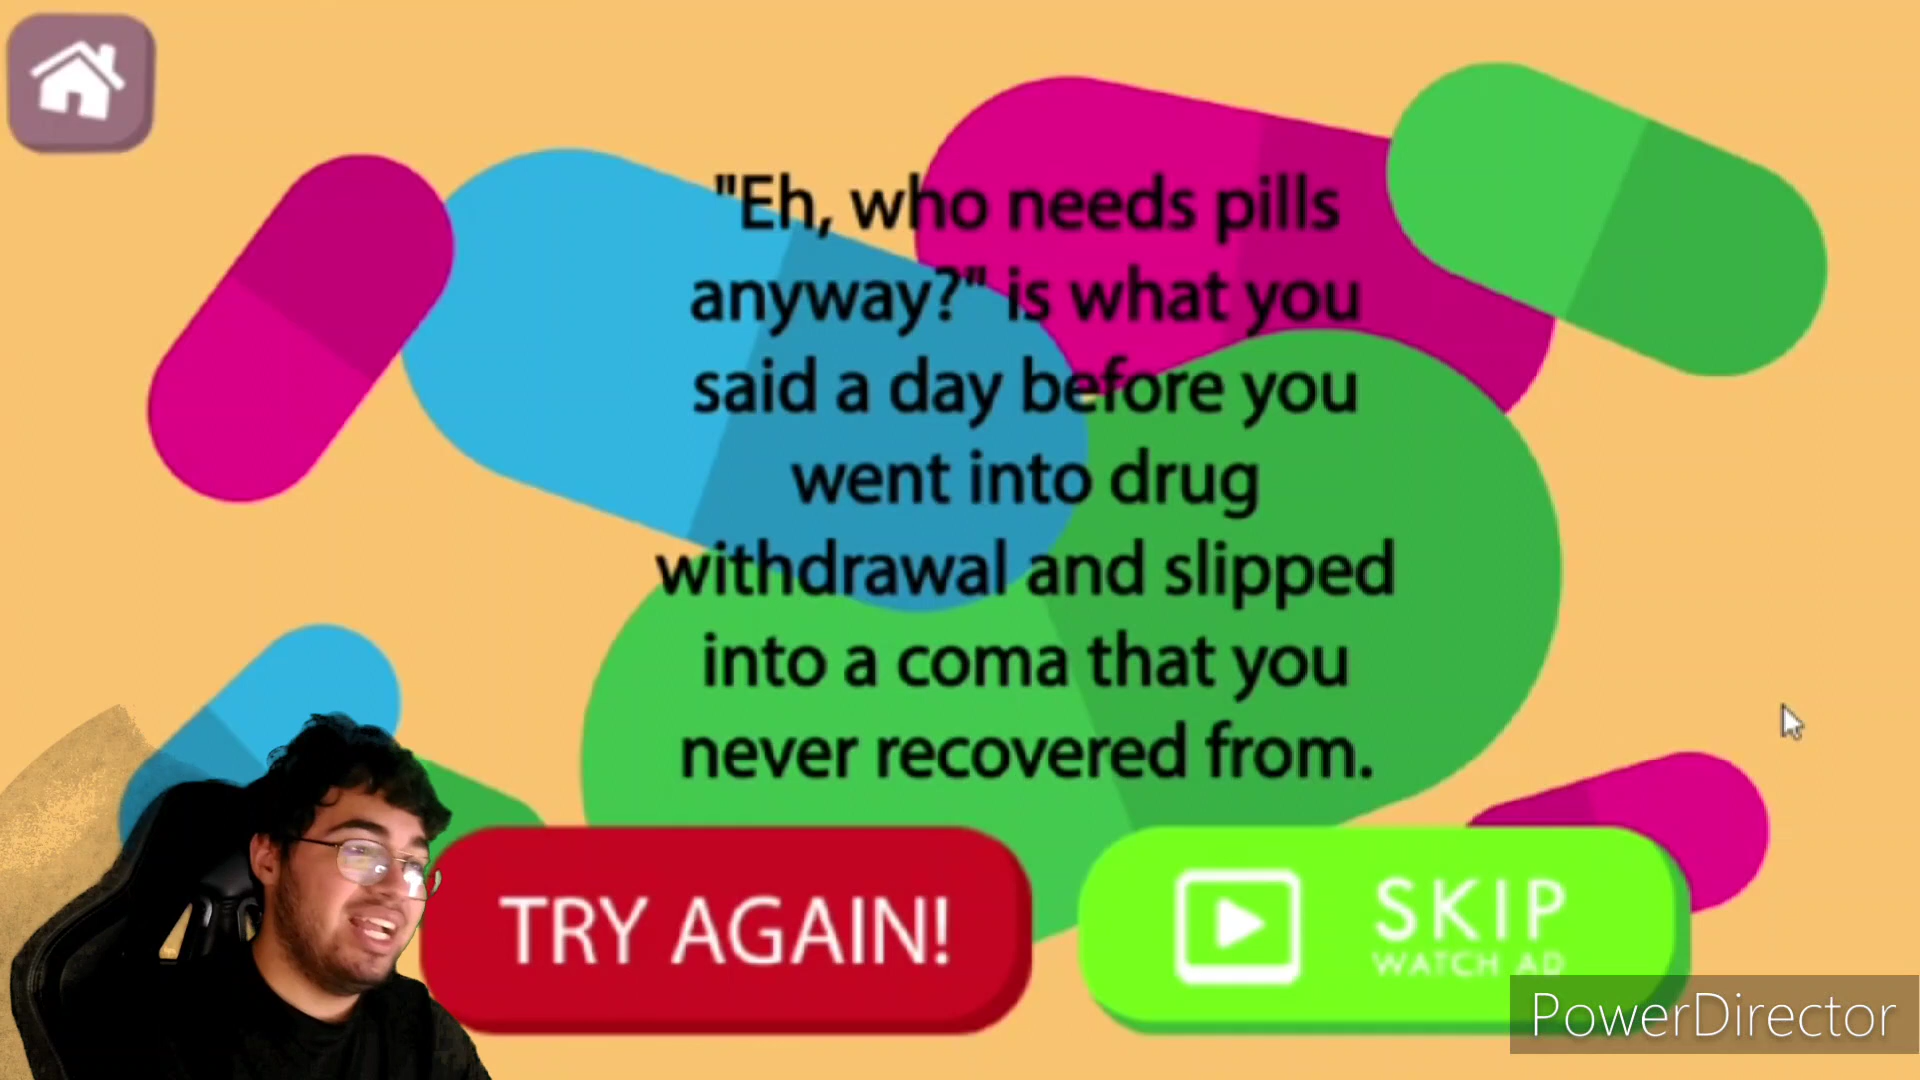 "Eh, who needs pills
anyway?" is what you
said a day before you
went into drug
withdrawal and slipped
into a coma that you
never recovered from.
TRY AGAIN!
SKIP
WATCH AD
PowerDirector